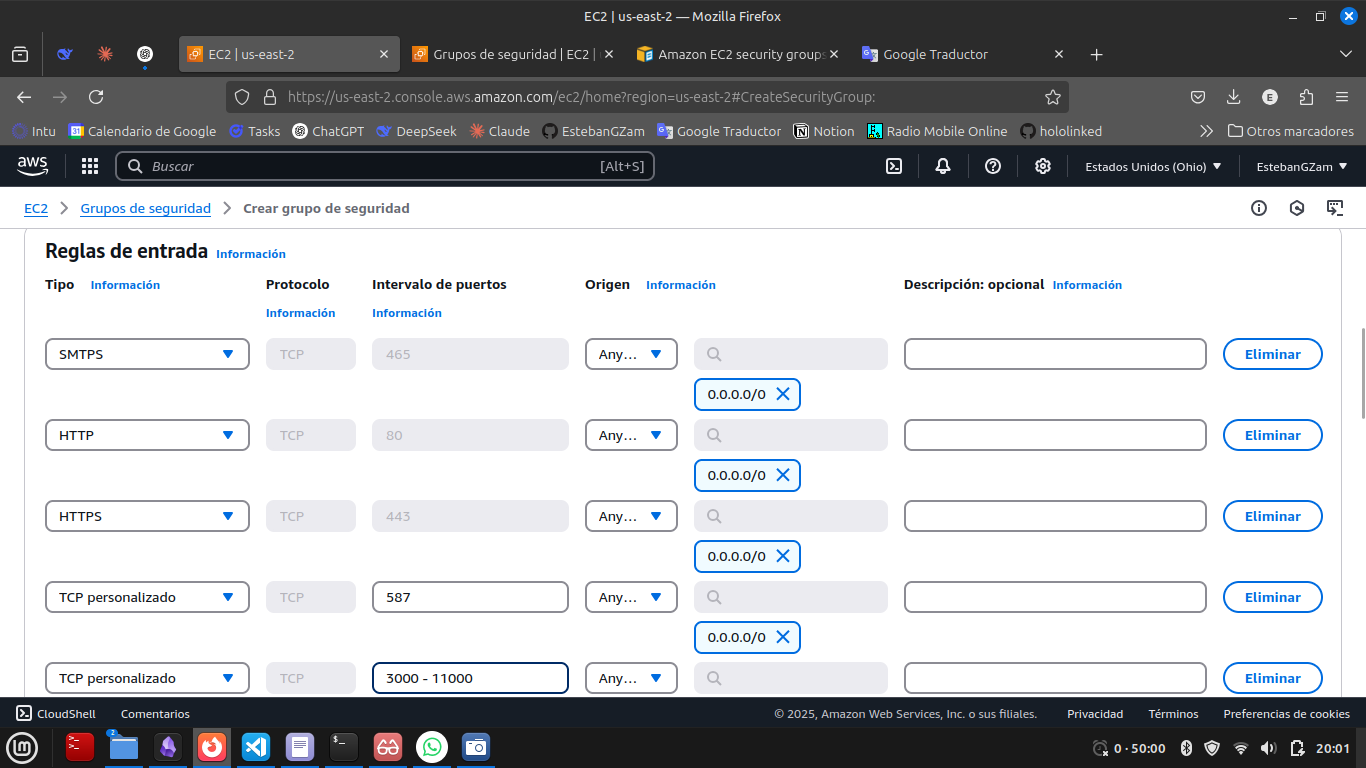 EC2 | us-east-2 — Mozilla Firefox
EC2 | us-east-2
Grupos de seguridad | EC2 |
Amazon EC2 security groups
Google Traductor
https://us-east-2.console.aws.amazon.com/ec2/home?region=us-east-2#CreateSecurityGroup:
E
Intu
31 Calendario de Google
Tasks
ChatGPT
DeepSeek
Claude
EstebanGZam
Google Traductor
Notion
Radio Mobile Online
hololinked
Otros marcadores
aws
Buscar
[Alt+S]
Estados Unidos (Ohio)
EstebanGZam
EC2
Grupos de seguridad
Crear grupo de seguridad
Reglas de entrada Información
Tipo Información
Protocolo Información
Intervalo de puertos Información
Origen Información
Descripción: opcional Información
SMTPS TCP 465 Any... Eliminar
0.0.0.0/0
HTTP TCP 80 Any... Eliminar
0.0.0.0/0
HTTPS TCP 443 Any... Eliminar
0.0.0.0/0
TCP personalizado TCP 587 Any... Eliminar
0.0.0.0/0
TCP personalizado TCP 3000 - 11000 Any... Eliminar
CloudShell
Comentarios
© 2025, Amazon Web Services, Inc. o sus filiales.
Privacidad
Términos
Preferencias de cookies
2
0 · 50:00
20:01